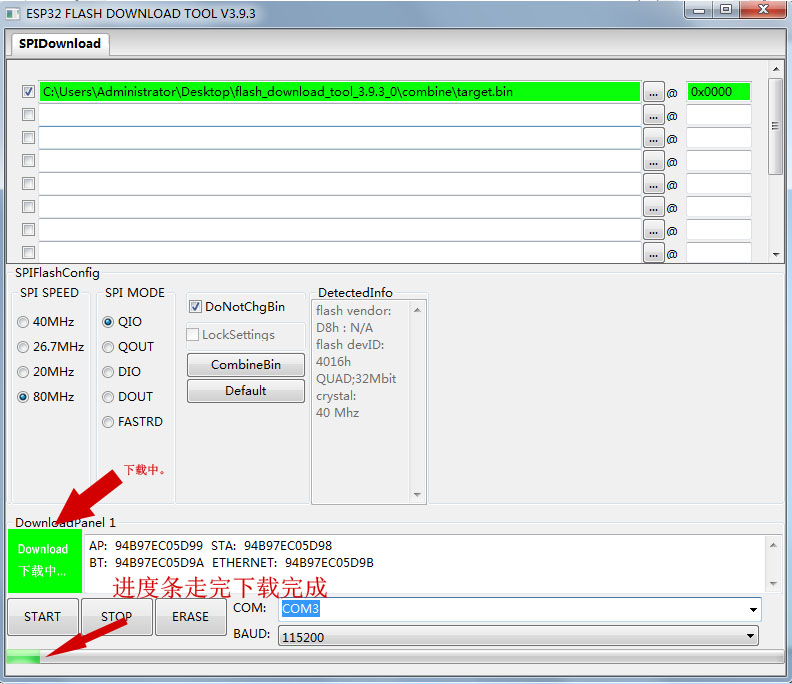 ESP32 FLASH DOWNLOAD TOOL V3.9.3
SPIDownload
C:\Users\Administrator\Desktop\flash_download_tool_3.9.3_0\combine\target.bin ... @ 0x0000
... @
... @
... @
... @
... @
... @
... @
SPIFlashConfig
SPI SPEED
40MHz
26.7MHz
20MHz
80MHz
SPI MODE
QIO
QOUT
DIO
DOUT
FASTRD
DoNotChgBin
LockSettings
CombineBin
Default
DetectedInfo
flash vendor:
D8h : N/A
flash devID:
4016h
QUAD;32Mbit
crystal:
40 Mhz
下载中。
DownloadPanel 1
Download
下载中...
AP: 94B97EC05D99 STA: 94B97EC05D98
BT: 94B97EC05D9A ETHERNET: 94B97EC05D9B
进度条走完下载完成
START STOP ERASE
COM: COM3
BAUD: 115200